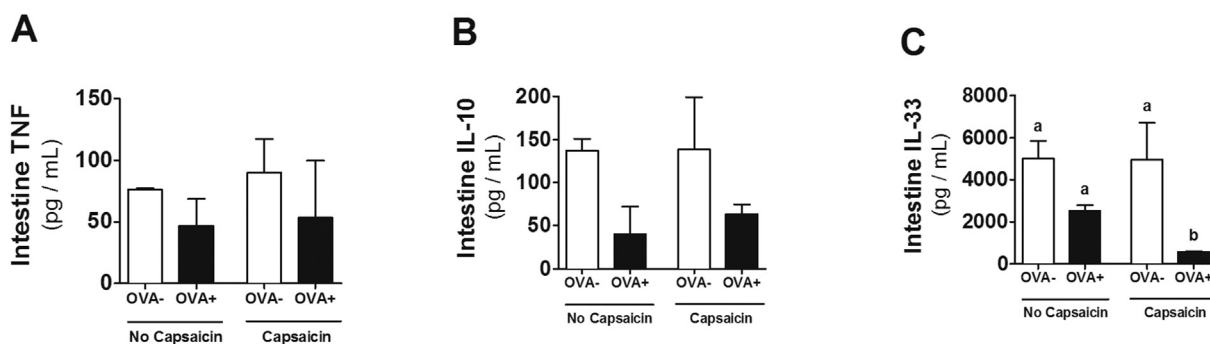 A
Intestine TNF
(pg / mL)
150
100
50
0
OVA- OVA+ OVA- OVA+
No Capsaicin Capsaicin
B
Intestine IL-10
(pg / mL)
200
150
100
50
0
OVA- OVA+ OVA- OVA+
No Capsaicin Capsaicin
C
Intestine IL-33
(pg / mL)
8000
6000
4000
2000
0
a a a b
OVA- OVA+ OVA- OVA+
No Capsaicin Capsaicin